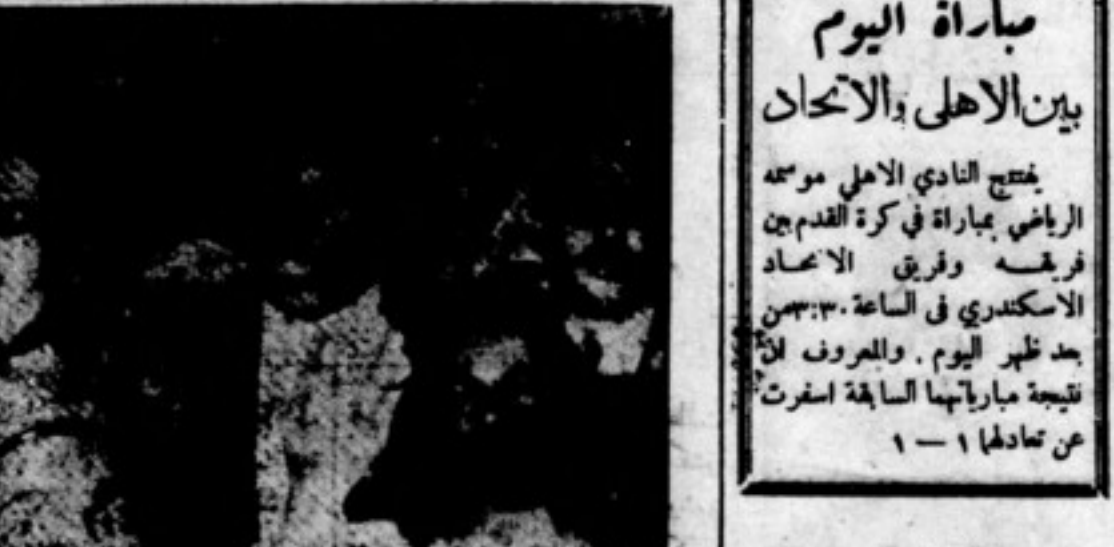 مباراة اليوم
بين الاهلى والاتحاد
يفتتح النادي الاهلي موسمه
الرياضي بمباراة في كرة القدم بين
فريقه وفريق الاتحاد
الاسكندري فى الساعة ٣:٣٠ من
بعد ظهر اليوم . والمعروف ان
نتيجة مبارياتهما السابقة اسفرت
عن تعادلهما ١ — ١